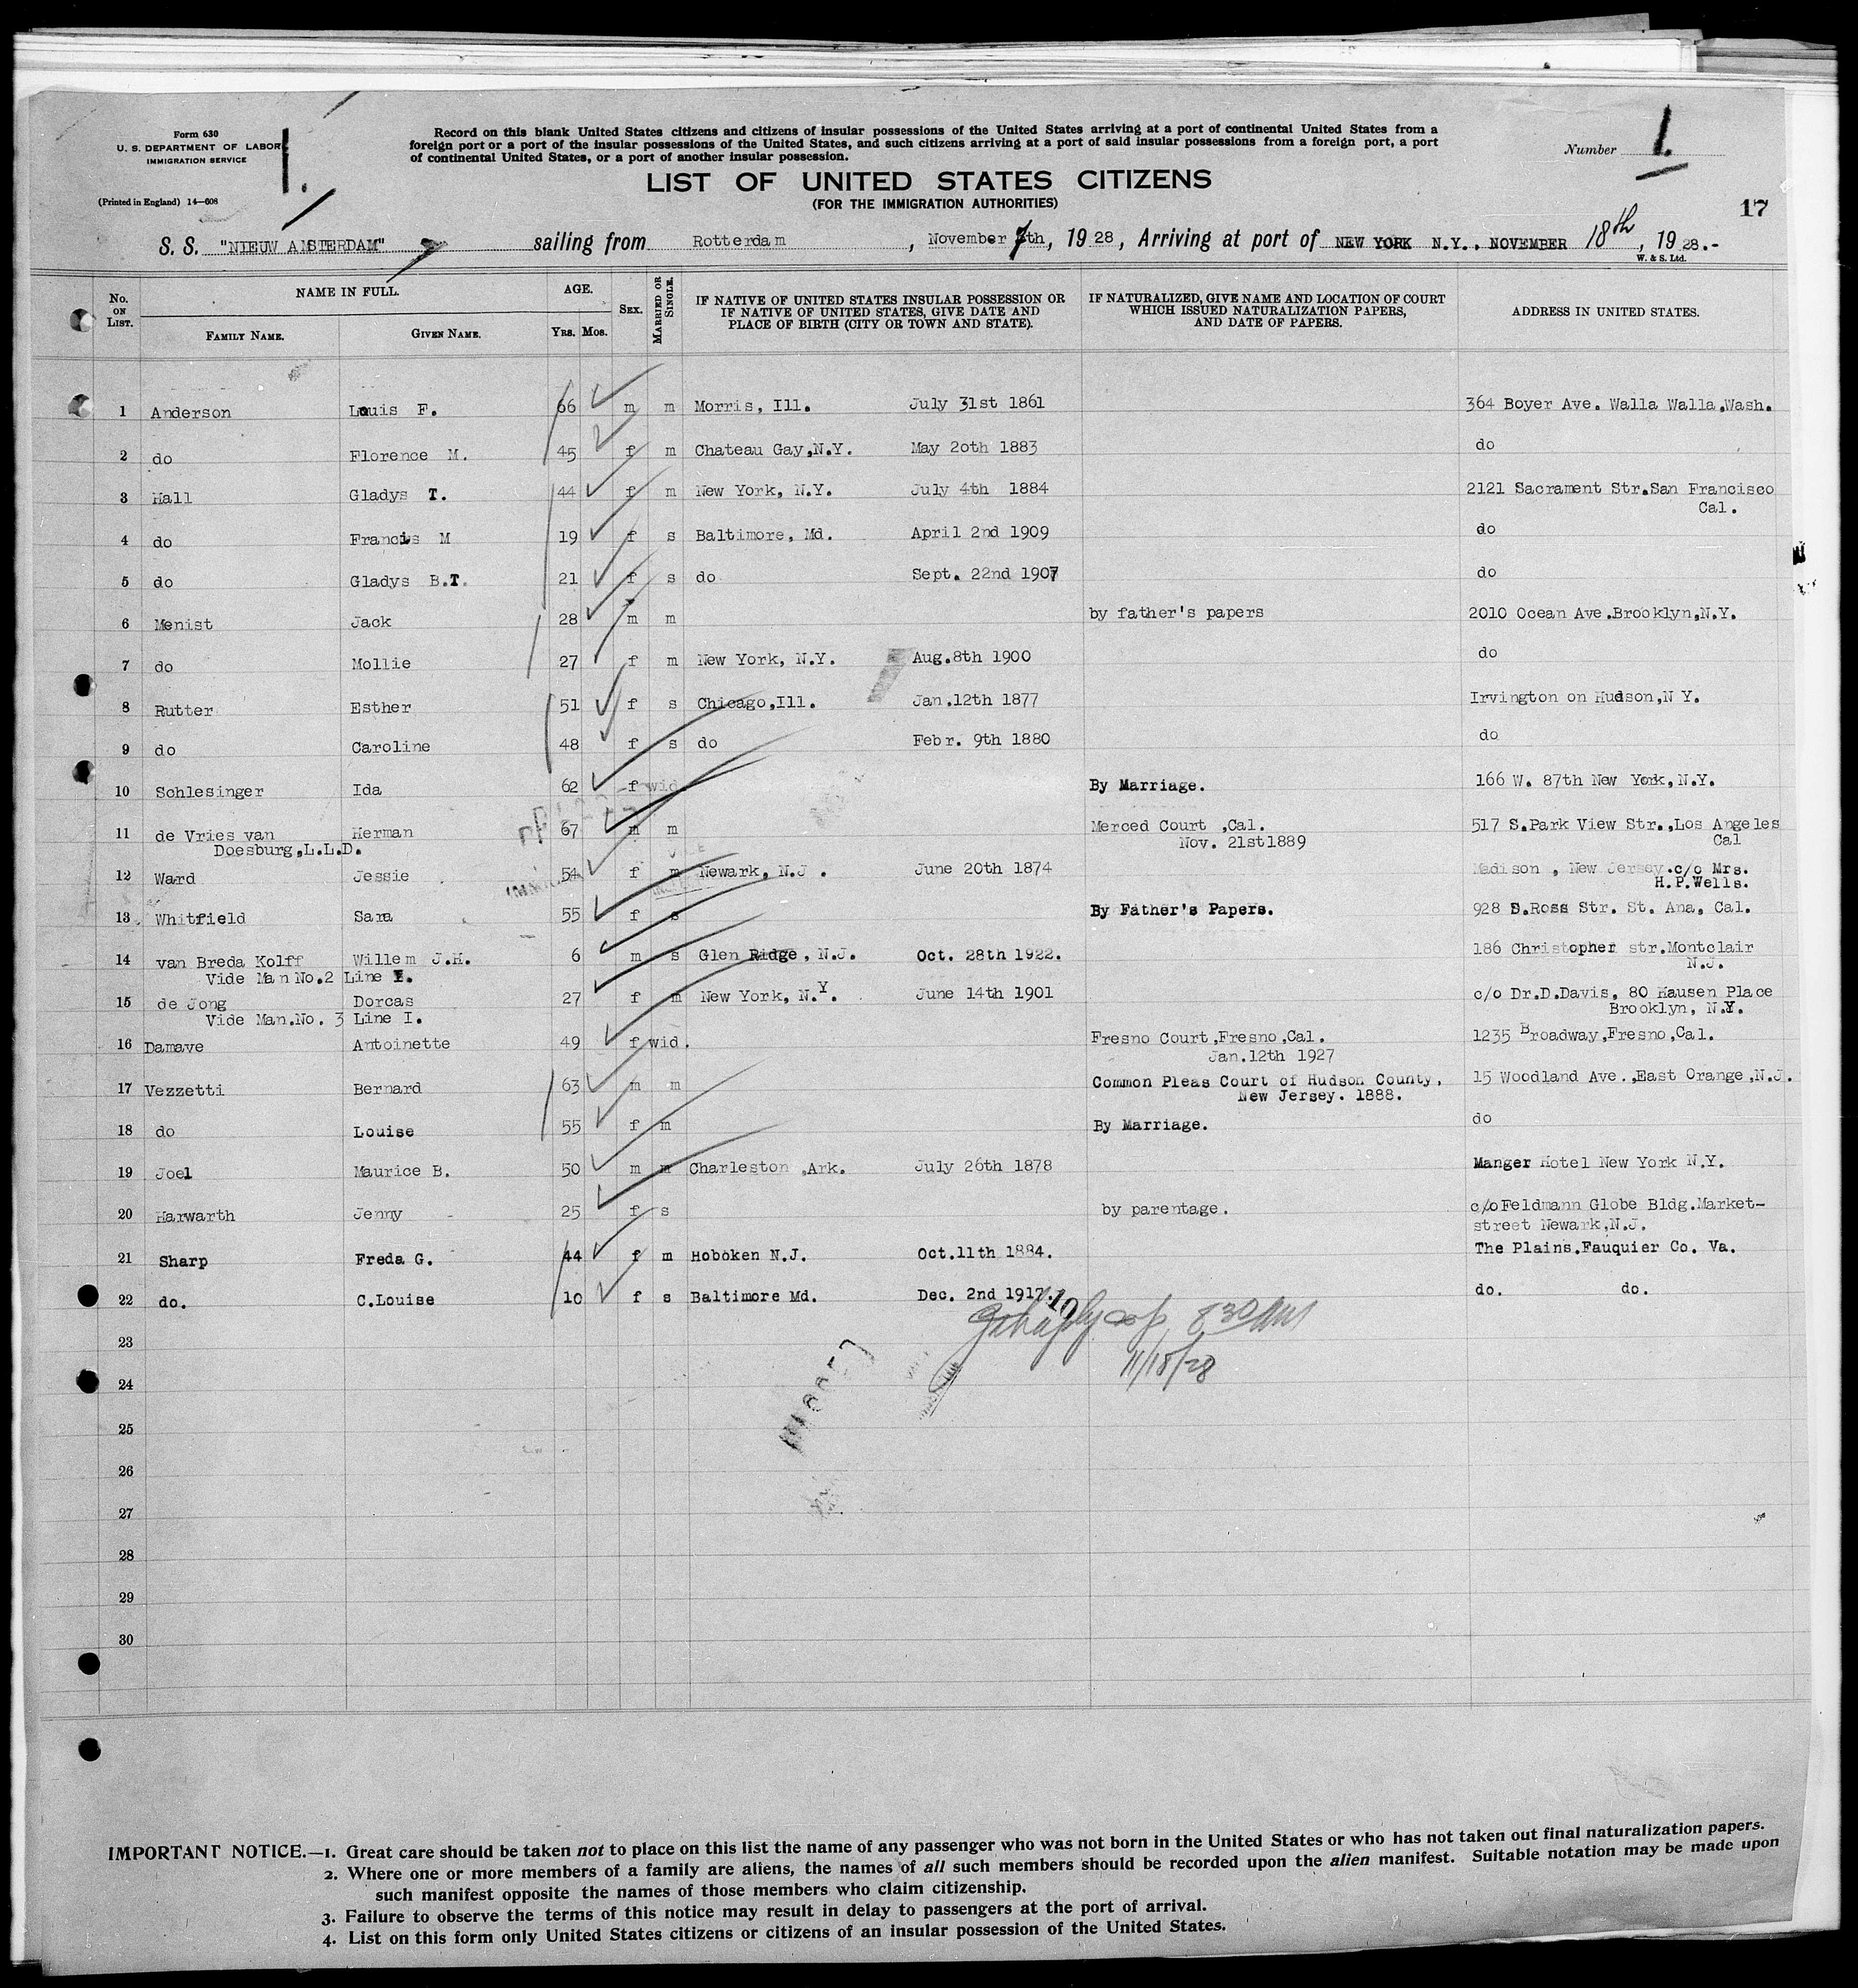 Form 630
U. S. DEPARTMENT OF LABOR
IMMIGRATION SERVICE
(Printed in England) 14—608
1.
Record on this blank United States citizens and citizens of insular possessions of the United States arriving at a port of continental United States from a
foreign port or a port of the insular possessions of the United States, and such citizens arriving at a port of said insular possessions from a foreign port, a port
of continental United States, or a port of another insular possession.
Number 1.
LIST OF UNITED STATES CITIZENS
(FOR THE IMMIGRATION AUTHORITIES)
17
S. S. "NIEUW AMSTERDAM" sailing from Rotterdam, November 7th, 1928, Arriving at port of NEW YORK N.Y., NOVEMBER 18th, 1928.-
W. & S. Ltd.
No. ON LIST. NAME IN FULL. AGE. SEX. MARRIED OR SINGLE. IF NATIVE OF UNITED STATES INSULAR POSSESSION OR IF NATIVE OF UNITED STATES, GIVE DATE AND PLACE OF BIRTH (CITY OR TOWN AND STATE). IF NATURALIZED, GIVE NAME AND LOCATION OF COURT WHICH ISSUED NATURALIZATION PAPERS, AND DATE OF PAPERS. ADDRESS IN UNITED STATES.
FAMILY NAME. GIVEN NAME. YRS. MOS.
1 Anderson Louis F. 66 m m Morris, Ill. July 31st 1861 364 Boyer Ave. Walla Walla,Wash.
2 do Florence M. 45 f m Chateau Gay,N.Y. May 20th 1883 do
3 Hall Gladys T. 44 f m New York, N.Y. July 4th 1884 2121 Sacrament Str.San Francisco
Cal.
4 do Francis M 19 f s Baltimore, Md. April 2nd 1909 do
5 do Gladys B.T. 21 f s do Sept. 22nd 1907 do
6 Menist Jack 28 m m by father's papers 2010 Ocean Ave.Brooklyn,N.Y.
7 do Mollie 27 f m New York, N.Y. Aug.8th 1900 do
8 Rutter Esther 51 f s Chicago,Ill. Jan.12th 1877 Irvington on Hudson,N Y.
9 do Caroline 48 f s do Febr. 9th 1880 do
10 Schlesinger Ida 62 f wid. By Marriage. 166 W. 87th New York,N.Y.
11 de Vries van Herman 67 m m Merced Court ,Cal. 517 S.Park View Str.,Los Angeles
Doesburg,L.L.D. Nov. 21st1889 Cal
12 Ward Jessie 54 f m Newark, N.J . June 20th 1874 Madison , New Jersey.c/o Mrs.
H.P.Wells.
13 Whitfield Sara 55 f s By Father's Papers. 928 S.Ross Str. St. Ana, Cal.
14 van Breda Kolff Willem J.H. 6 m s Glen Ridge, N.J. Oct. 28th 1922. 186 Christopher str.Montclair
Vide Man No.2 Line I. N.J.
15 de Jong Dorcas 27 f m New York, N.Y. June 14th 1901 c/o Dr.D.Davis, 80 Hausen Place
Vide Man.No. 3 Line I. Brooklyn, N.Y.
16 Damave Antoinette 49 f wid. Fresno Court,Fresno,Cal. 1235 Broadway,Fresno,Cal.
Jan.12th 1927
17 Vezzetti Bernard 63 m m Common Pleas Court of Hudson County, 15 Woodland Ave.,East Orange,N.J.
New Jersey. 1888.
18 do Louise 55 f m By Marriage. do
19 Joel Maurice B. 50 m m Charleston ,Ark. July 26th 1878 Manger Hotel New York N.Y.
20 Harwarth Jenny 25 f s by parentage. c/oFeldmann Globe Bldg.Market-
street Newark,N.J.
21 Sharp Freda G. 44 f m Hoboken N.J. Oct.11th 1884. The Plains.Fauquier Co. Va.
22 do. C.Louise 10 f s Baltimore Md. Dec. 2nd 1917. do. do.
10
8 30 AM
11/18/28
23
24
25
26
27
28
29
30
IMPORTANT NOTICE.—1. Great care should be taken not to place on this list the name of any passenger who was not born in the United States or who has not taken out final naturalization papers.
2. Where one or more members of a family are aliens, the names of all such members should be recorded upon the alien manifest. Suitable notation may be made upon
such manifest opposite the names of those members who claim citizenship.
3. Failure to observe the terms of this notice may result in delay to passengers at the port of arrival.
4. List on this form only United States citizens or citizens of an insular possession of the United States.